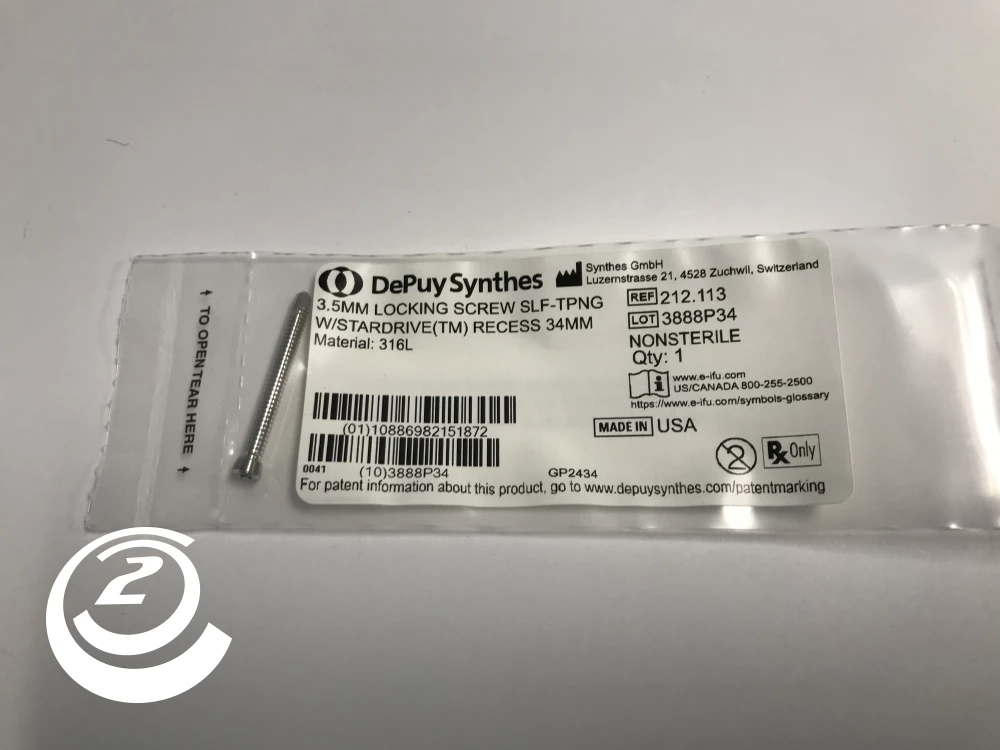 ↑ TO OPEN TEAR HERE ↑
DePuy Synthes
3.5MM LOCKING SCREW SLF-TPNG
W/STARDRIVE(TM) RECESS 34MM
Material: 316L
(01)10886982151872
(10)3888P34
0041
GP2434
For patent information about this product, go to www.depuysynthes.com/patentmarking
Synthes GmbH
Luzernstrasse 21, 4528 Zuchwil, Switzerland
REF 212.113
LOT 3888P34
NONSTERILE
Qty: 1
i www.e-ifu.com
US/CANADA 800-255-2500
https://www.e-ifu.com/symbols-glossary
MADE IN USA
2
Rx Only
2